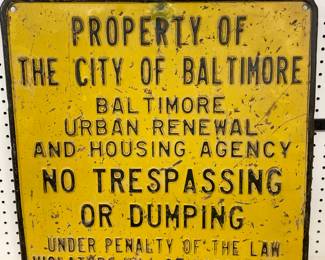 PROPERTY OF
THE CITY OF BALTIMORE
BALTIMORE
URBAN RENEWAL
AND HOUSING AGENCY
NO TRESPASSING
OR DUMPING
UNDER PENALTY OF THE LAW